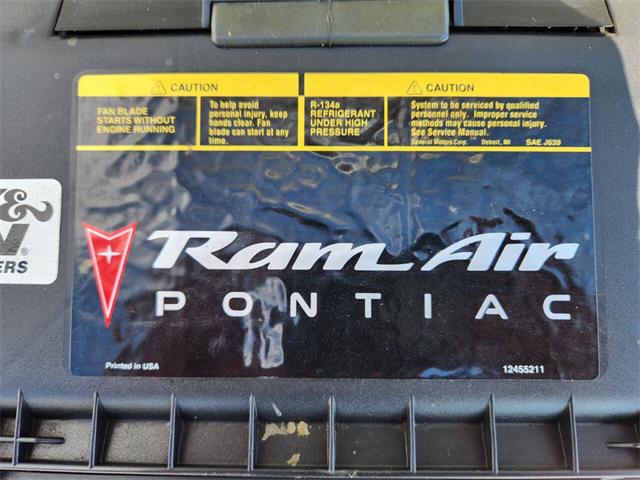 CAUTION
FAN BLADE
STARTS WITHOUT
ENGINE RUNNING
To help avoid
personal injury, keep
hands clear. Fan
blade can start at any
time.
CAUTION
R-134a
REFRIGERANT
UNDER HIGH
PRESSURE
System to be serviced by qualified
personnel only. Improper service
methods may cause personal injury.
See Service Manual.
General Motors Corp. Detroit, MI SAE J639
&
N®
ERS
Ram Air
PONTIAC
Printed in USA
12455211